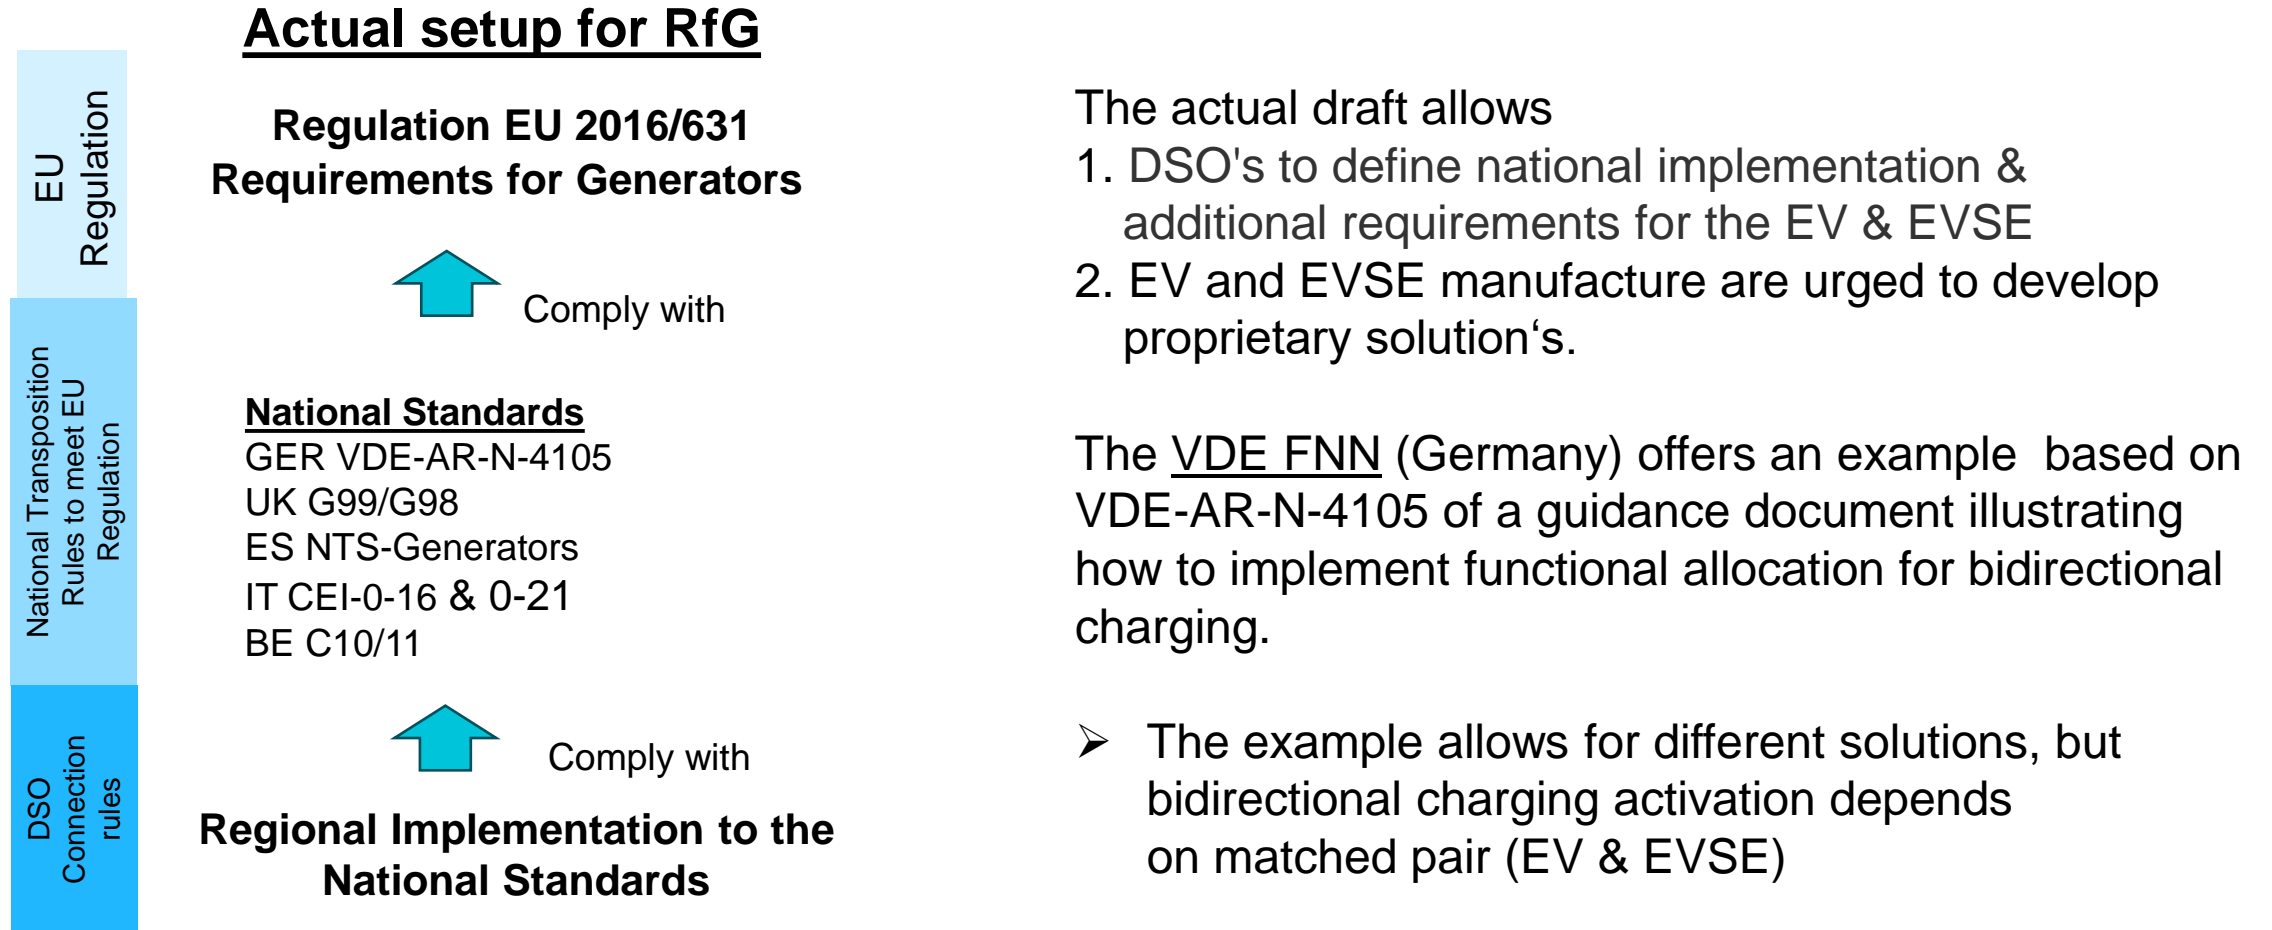 Actual setup for RfG
EU
Regulation
Regulation EU 2016/631
Requirements for Generators
Comply with
National Transposition
Rules to meet EU
Regulation
National Standards
GER VDE-AR-N-4105
UK G99/G98
ES NTS-Generators
IT CEI-0-16 & 0-21
BE C10/11
Comply with
DSO
Connection
rules
Regional Implementation to the
National Standards
The actual draft allows
1. DSO's to define national implementation &
additional requirements for the EV & EVSE
2. EV and EVSE manufacture are urged to develop
proprietary solution‘s.
The VDE FNN (Germany) offers an example  based on
VDE-AR-N-4105 of a guidance document illustrating
how to implement functional allocation for bidirectional
charging.
➢ The example allows for different solutions, but
bidirectional charging activation depends
on matched pair (EV & EVSE)